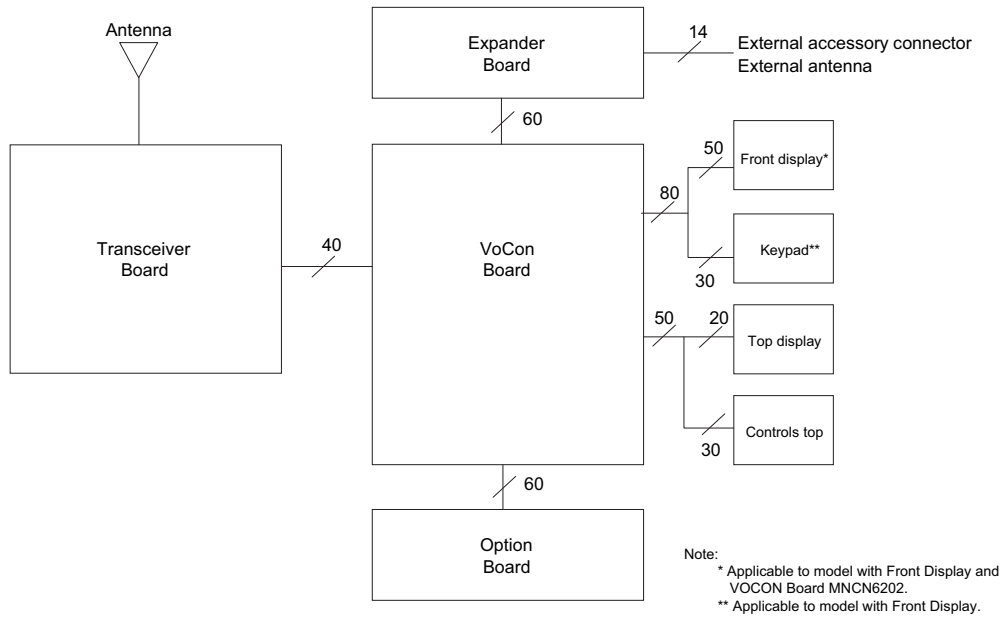 Antenna
Expander
Board
14
External accessory connector
External antenna
60
50
Front display*
80
Transceiver
Board
40
VoCon
Board
Keypad**
30
50
20
Top display
Controls top
30
60
Option
Board
Note:
* Applicable to model with Front Display and
VOCON Board MNCN6202.
** Applicable to model with Front Display.